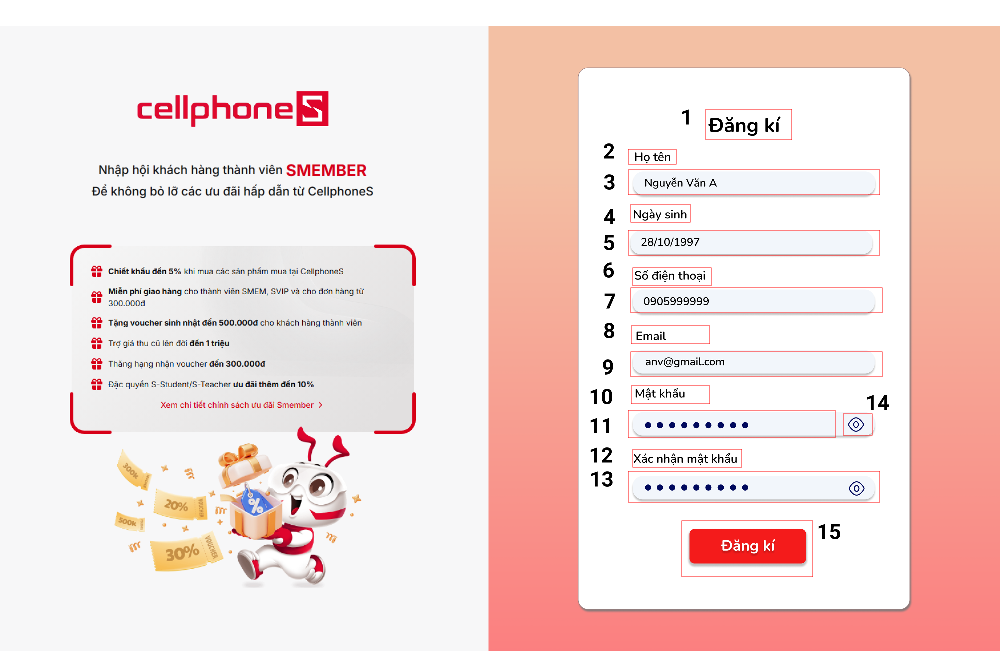 cellphoneS
Nhập hội khách hàng thành viên SMEMBER
Để không bỏ lỡ các ưu đãi hấp dẫn từ CellphoneS
Chiết khấu đến 5% khi mua các sản phẩm mua tại CellphoneS
Miễn phí giao hàng cho thành viên SMEM, SVIP và cho đơn hàng từ
300.000đ
Tặng voucher sinh nhật đến 500.000đ cho khách hàng thành viên
Trợ giá thu cũ lên đời đến 1 triệu
Thăng hạng nhận voucher đến 300.000đ
Đặc quyền S-Student/S-Teacher ưu đãi thêm đến 10%
Xem chi tiết chính sách ưu đãi Smember
300k VOUCHER
20% VOUCHER
500k VOUCHER
30% VOUCHER
%
1 Đăng kí
2 Họ tên
3 Nguyễn Văn A
4 Ngày sinh
5 28/10/1997
6 Số điện thoại
7 0905999999
8 Email
9 anv@gmail.com
10 Mật khẩu
14
11
12 Xác nhận mật khẩu
13
Đăng kí 15